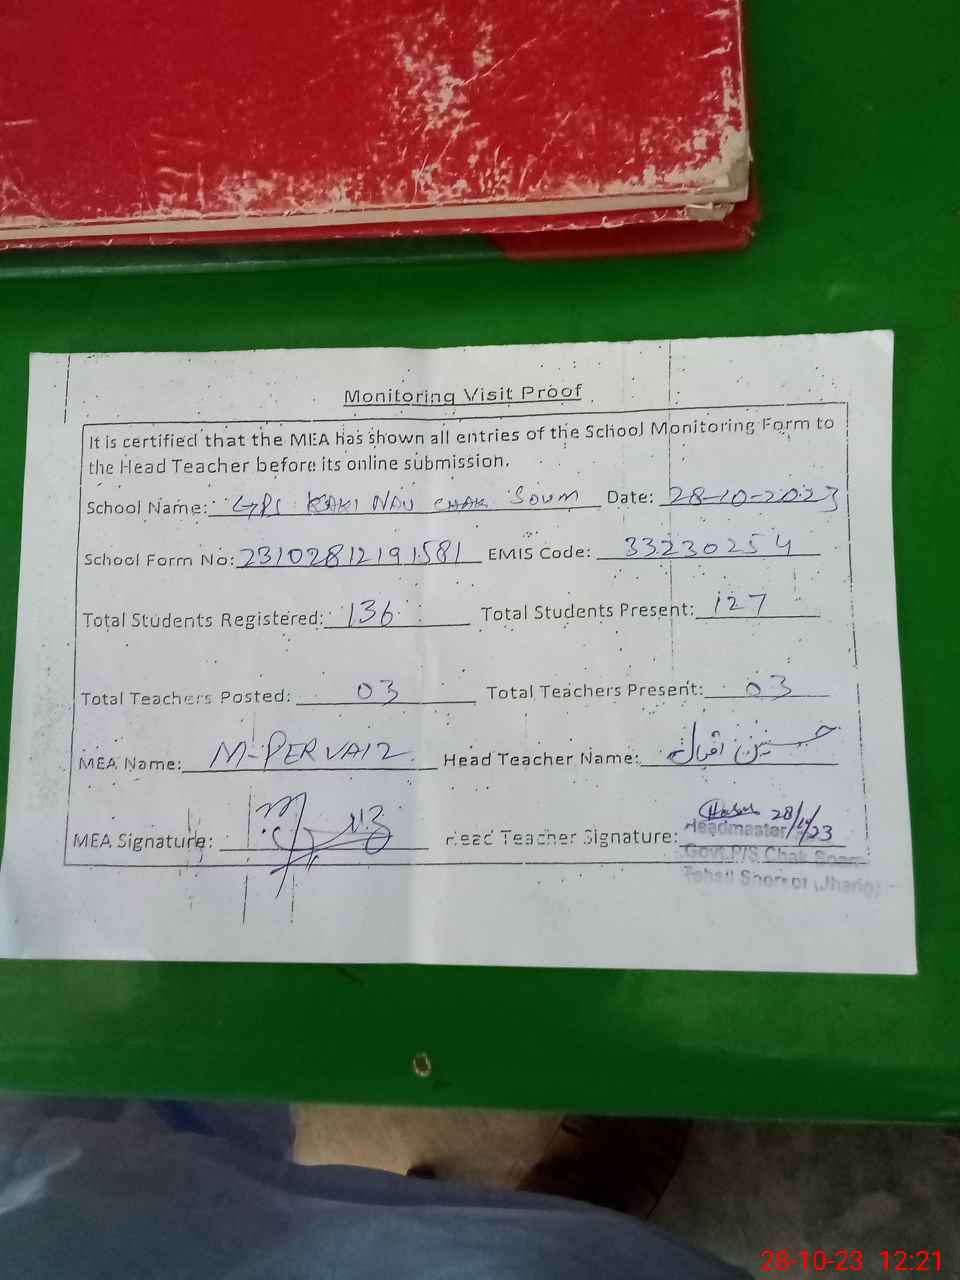 Monitoring Visit Proof
It is certified that the MEA has shown all entries of the School Monitoring Form to
the Head Teacher before its online submission.
School Name: GPS KAKI NAU CHAK SOUM Date: 28-10-2023
School Form No: 23102812191581 EMIS Code: 33230254
Total Students Registered: 136 Total Students Present: 127
Total Teachers Posted: 03 Total Teachers Present: 03
MEA Name: M-PERVAIZ Head Teacher Name: حسنین اقبال
MEA Signature: Head Teacher Signature: 28/10/23
Headmaster
Govt.P/S Chak Soam
Tehsil Shorkot (Jhang)
28-10-23 12:21